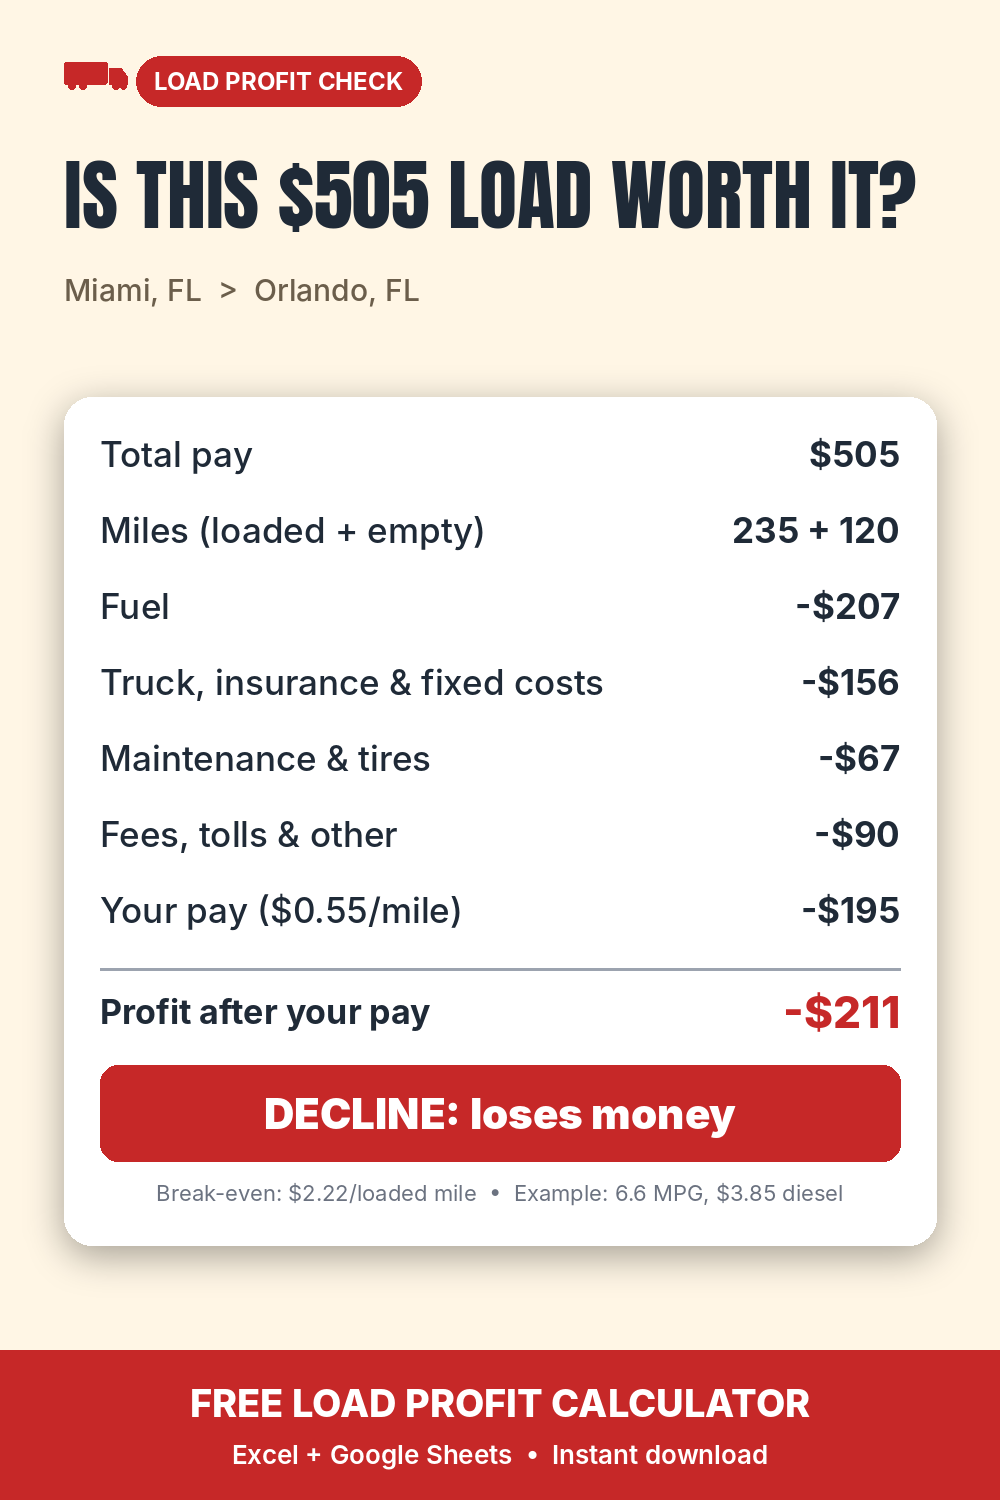 LOAD PROFIT CHECK
IS THIS $505 LOAD WORTH IT?
Miami, FL > Orlando, FL
Total pay $505
Miles (loaded + empty) 235 + 120
Fuel -$207
Truck, insurance & fixed costs -$156
Maintenance & tires -$67
Fees, tolls & other -$90
Your pay ($0.55/mile) -$195
Profit after your pay -$211
DECLINE: loses money
Break-even: $2.22/loaded mile • Example: 6.6 MPG, $3.85 diesel
FREE LOAD PROFIT CALCULATOR
Excel + Google Sheets • Instant download